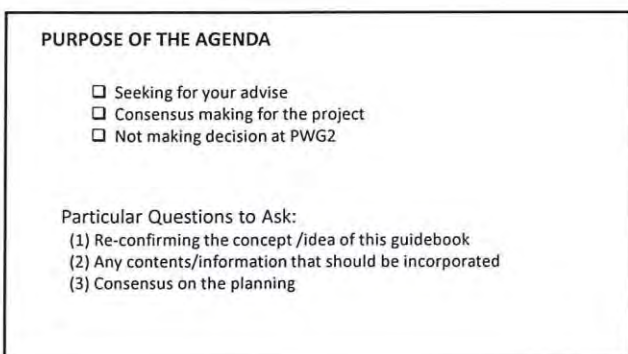 PURPOSE OF THE AGENDA
❑ Seeking for your advise
❑ Consensus making for the project
❑ Not making decision at PWG2
Particular Questions to Ask:
(1) Re-confirming the concept /idea of this guidebook
(2) Any contents/information that should be incorporated
(3) Consensus on the planning